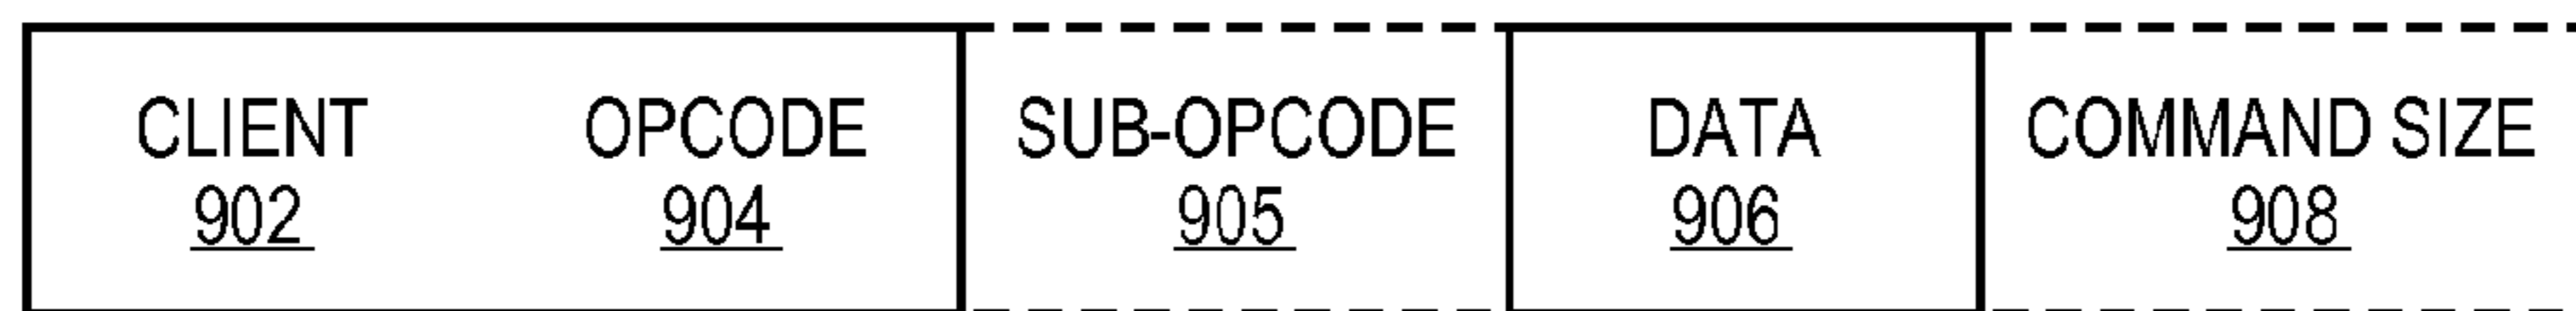 CLIENT OPCODE SUB-OPCODE DATA COMMAND SIZE
902 904 905 906 908